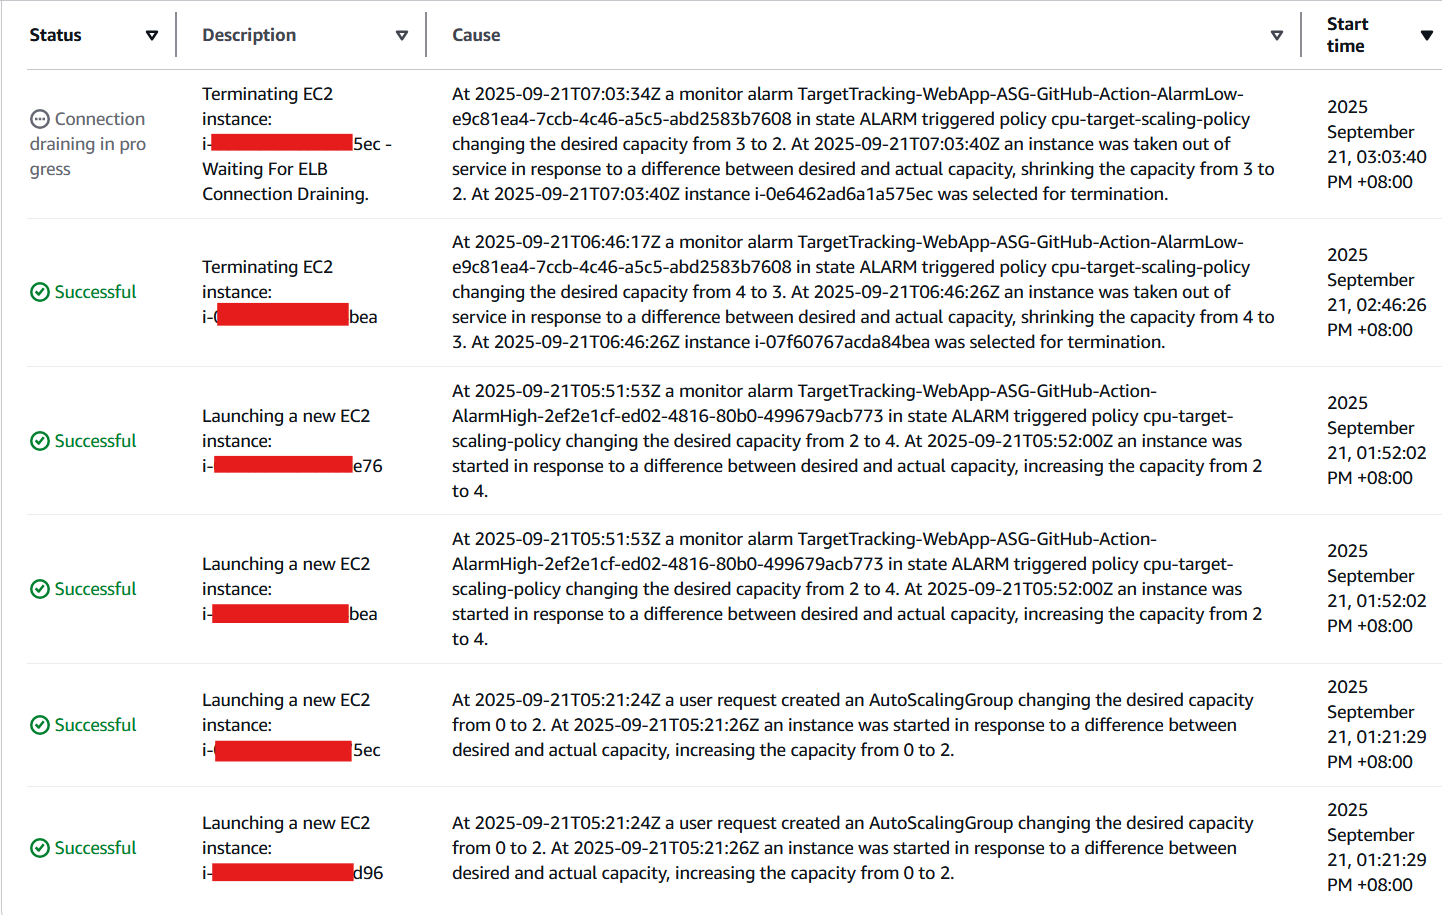 Status
Description
Cause
Start
time
Connection
draining in pro
gress
Terminating EC2
instance:
i- 5ec -
Waiting For ELB
Connection Draining.
At 2025-09-21T07:03:34Z a monitor alarm TargetTracking-WebApp-ASG-GitHub-Action-AlarmLow-
e9c81ea4-7ccb-4c46-a5c5-abd2583b7608 in state ALARM triggered policy cpu-target-scaling-policy
changing the desired capacity from 3 to 2. At 2025-09-21T07:03:40Z an instance was taken out of
service in response to a difference between desired and actual capacity, shrinking the capacity from 3 to
2. At 2025-09-21T07:03:40Z instance i-0e6462ad6a1a575ec was selected for termination.
2025
September
21, 03:03:40
PM +08:00
Successful
Terminating EC2
instance:
i- bea
At 2025-09-21T06:46:17Z a monitor alarm TargetTracking-WebApp-ASG-GitHub-Action-AlarmLow-
e9c81ea4-7ccb-4c46-a5c5-abd2583b7608 in state ALARM triggered policy cpu-target-scaling-policy
changing the desired capacity from 4 to 3. At 2025-09-21T06:46:26Z an instance was taken out of
service in response to a difference between desired and actual capacity, shrinking the capacity from 4 to
3. At 2025-09-21T06:46:26Z instance i-07f60767acda84bea was selected for termination.
2025
September
21, 02:46:26
PM +08:00
Successful
Launching a new EC2
instance:
i- e76
At 2025-09-21T05:51:53Z a monitor alarm TargetTracking-WebApp-ASG-GitHub-Action-
AlarmHigh-2ef2e1cf-ed02-4816-80b0-499679acb773 in state ALARM triggered policy cpu-target-
scaling-policy changing the desired capacity from 2 to 4. At 2025-09-21T05:52:00Z an instance was
started in response to a difference between desired and actual capacity, increasing the capacity from 2
to 4.
2025
September
21, 01:52:02
PM +08:00
Successful
Launching a new EC2
instance:
i- bea
At 2025-09-21T05:51:53Z a monitor alarm TargetTracking-WebApp-ASG-GitHub-Action-
AlarmHigh-2ef2e1cf-ed02-4816-80b0-499679acb773 in state ALARM triggered policy cpu-target-
scaling-policy changing the desired capacity from 2 to 4. At 2025-09-21T05:52:00Z an instance was
started in response to a difference between desired and actual capacity, increasing the capacity from 2
to 4.
2025
September
21, 01:52:02
PM +08:00
Successful
Launching a new EC2
instance:
i- 5ec
At 2025-09-21T05:21:24Z a user request created an AutoScalingGroup changing the desired capacity
from 0 to 2. At 2025-09-21T05:21:26Z an instance was started in response to a difference between
desired and actual capacity, increasing the capacity from 0 to 2.
2025
September
21, 01:21:29
PM +08:00
Successful
Launching a new EC2
instance:
i- d96
At 2025-09-21T05:21:24Z a user request created an AutoScalingGroup changing the desired capacity
from 0 to 2. At 2025-09-21T05:21:26Z an instance was started in response to a difference between
desired and actual capacity, increasing the capacity from 0 to 2.
2025
September
21, 01:21:29
PM +08:00